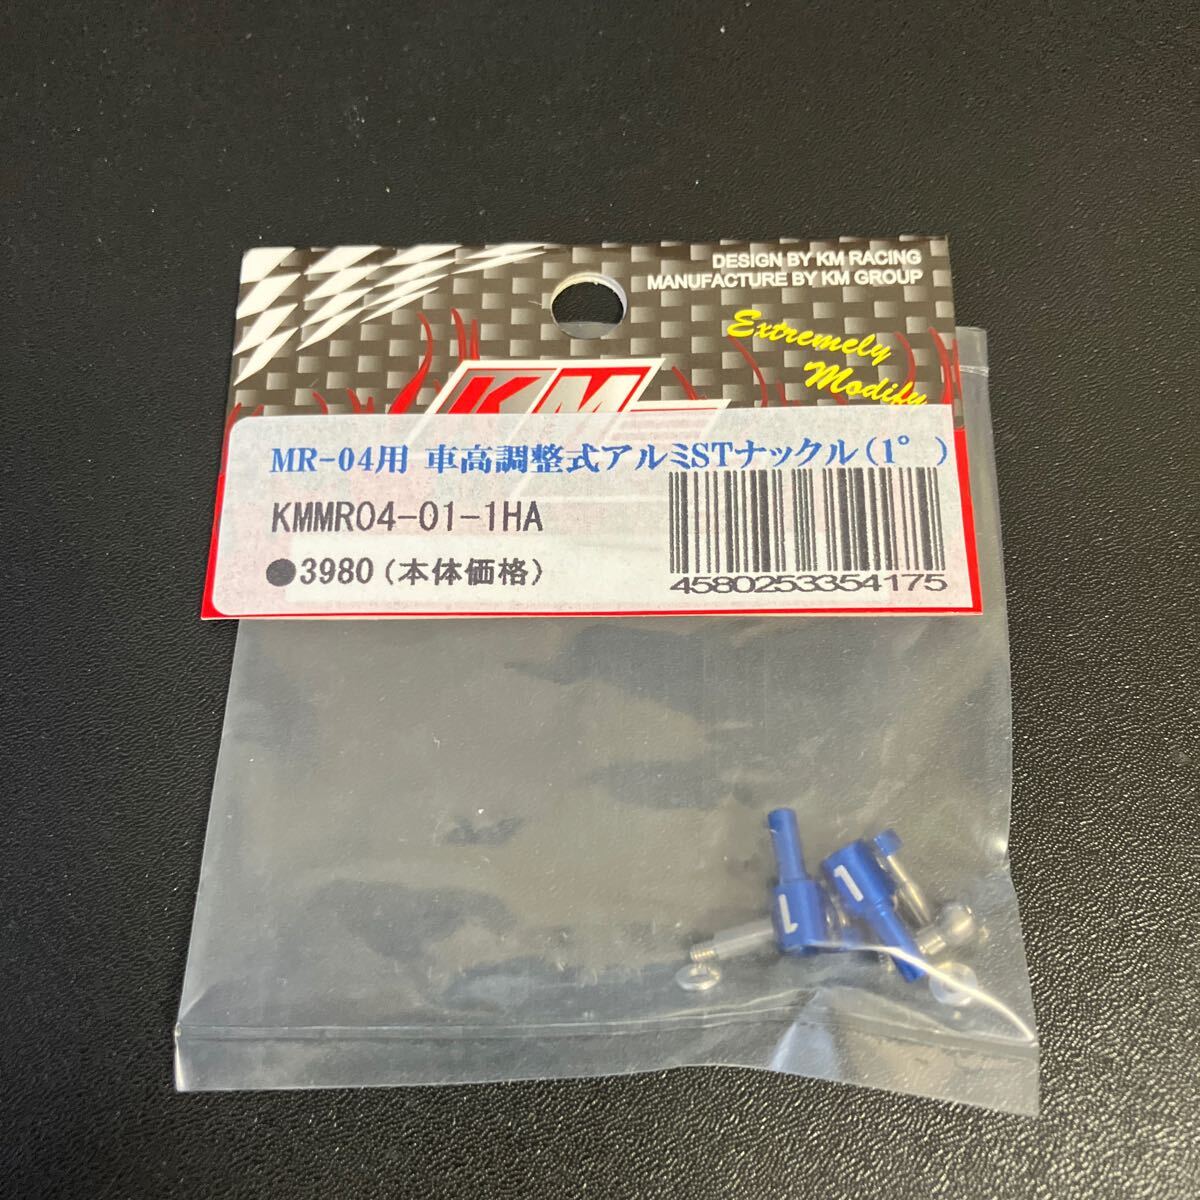 DESIGN BY KM RACING
MANUFACTURE BY KM GROUP
Extremely
Modify
KM
MR-04用 車高調整式アルミSTナックル(1°)
KMMR04-01-1HA
●3980(本体価格)
4580253354175
1
1